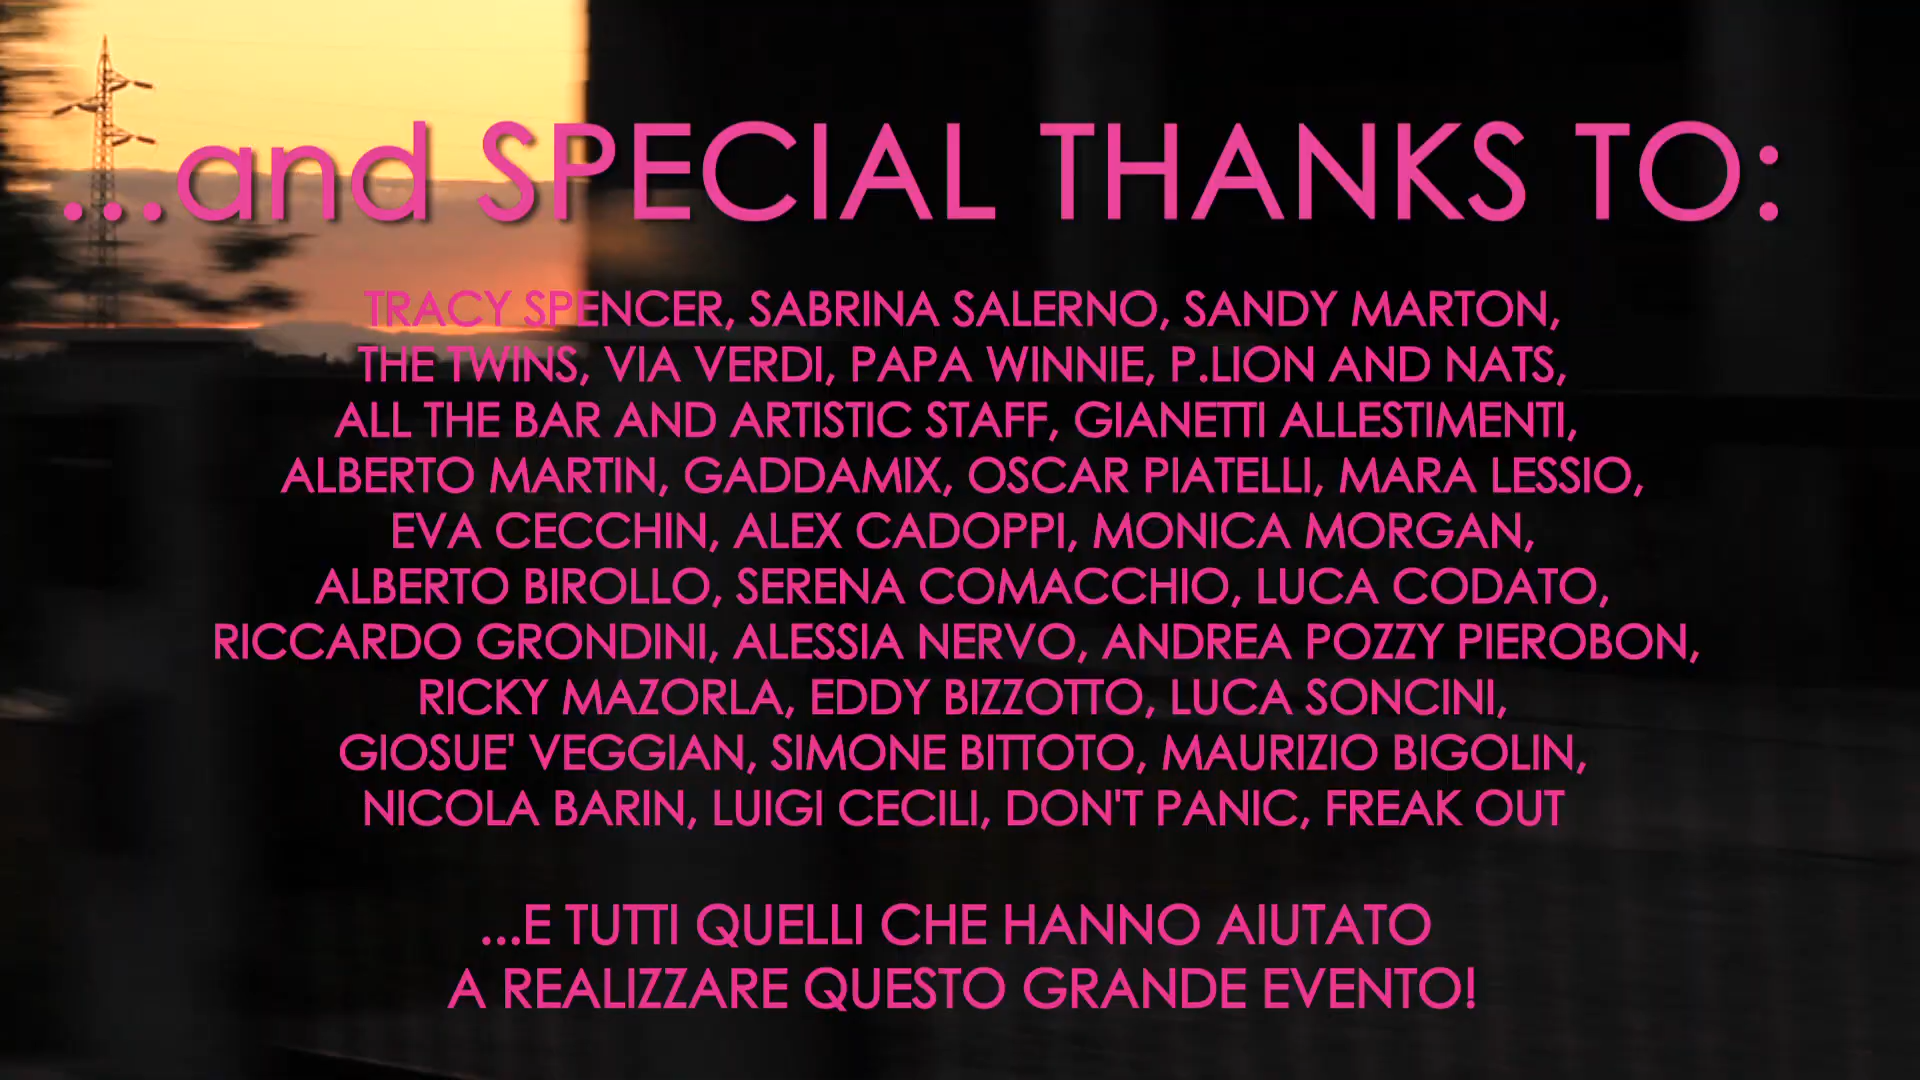 ...and SPECIAL THANKS TO:
TRACY SPENCER, SABRINA SALERNO, SANDY MARTON,
THE TWINS, VIA VERDI, PAPA WINNIE, P.LION AND NATS,
ALL THE BAR AND ARTISTIC STAFF, GIANETTI ALLESTIMENTI,
ALBERTO MARTIN, GADDAMIX, OSCAR PIATELLI, MARA LESSIO,
EVA CECCHIN, ALEX CADOPPI, MONICA MORGAN,
ALBERTO BIROLLO, SERENA COMACCHIO, LUCA CODATO,
RICCARDO GRONDINI, ALESSIA NERVO, ANDREA POZZY PIEROBON,
RICKY MAZORLA, EDDY BIZZOTTO, LUCA SONCINI,
GIOSUE' VEGGIAN, SIMONE BITTOTO, MAURIZIO BIGOLIN,
NICOLA BARIN, LUIGI CECILI, DON'T PANIC, FREAK OUT
...E TUTTI QUELLI CHE HANNO AIUTATO
A REALIZZARE QUESTO GRANDE EVENTO!